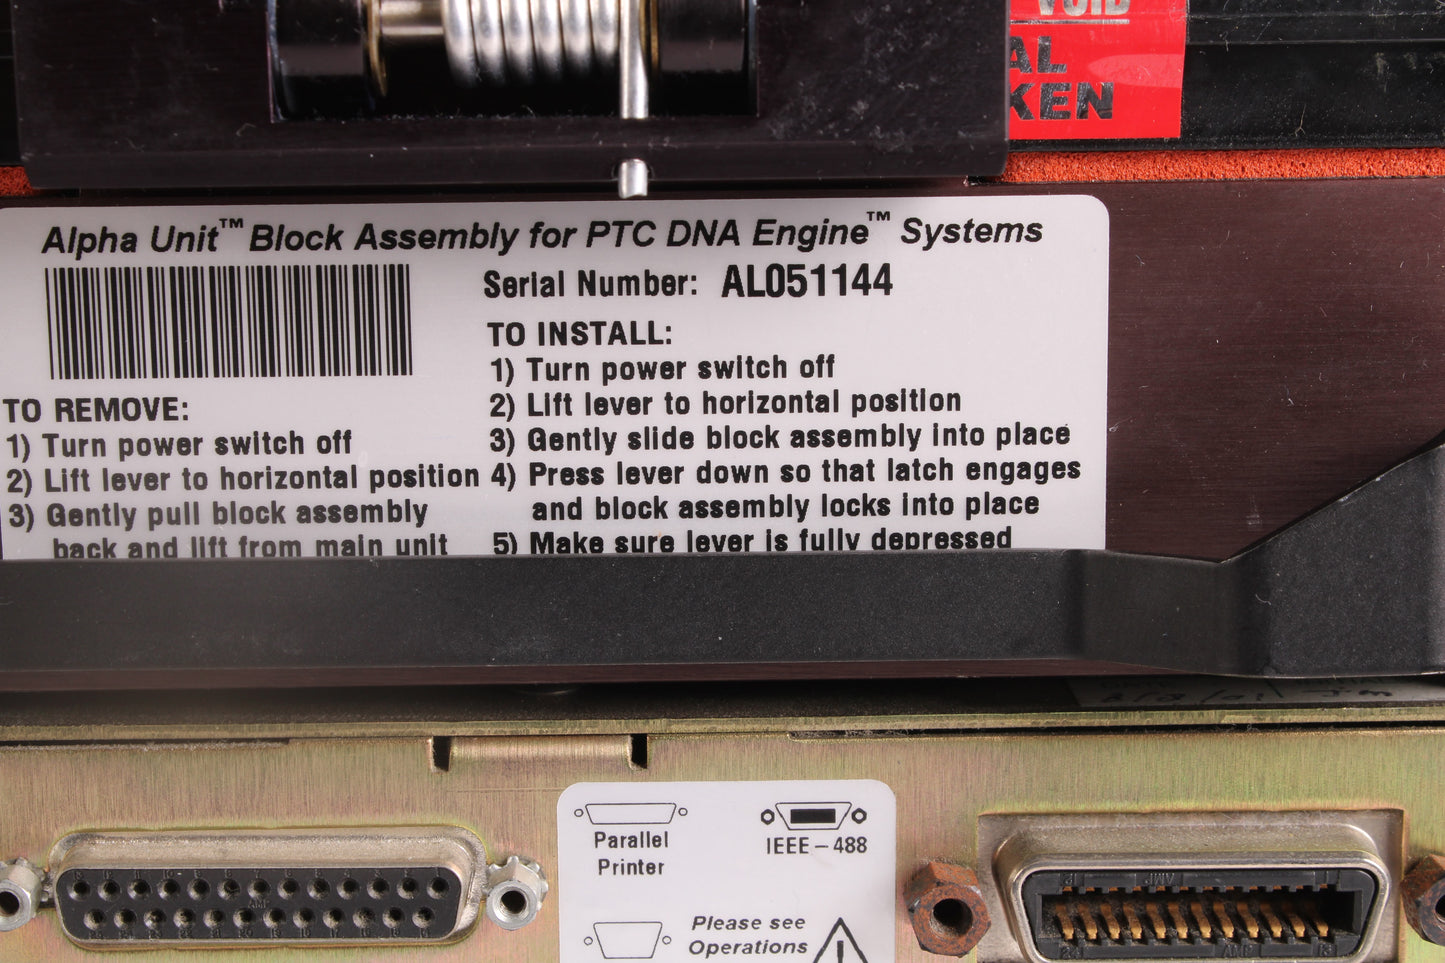 VOID
AL
KEN
Alpha Unit™ Block Assembly for PTC DNA Engine™ Systems
Serial Number: AL051144
TO INSTALL:
1) Turn power switch off
2) Lift lever to horizontal position
3) Gently slide block assembly into place
4) Press lever down so that latch engages
and block assembly locks into place
5) Make sure lever is fully depressed
TO REMOVE:
1) Turn power switch off
2) Lift lever to horizontal position
3) Gently pull block assembly
back and lift from main unit
Parallel
Printer
IEEE-488
Please see
Operations
AMP
AMP
AMP